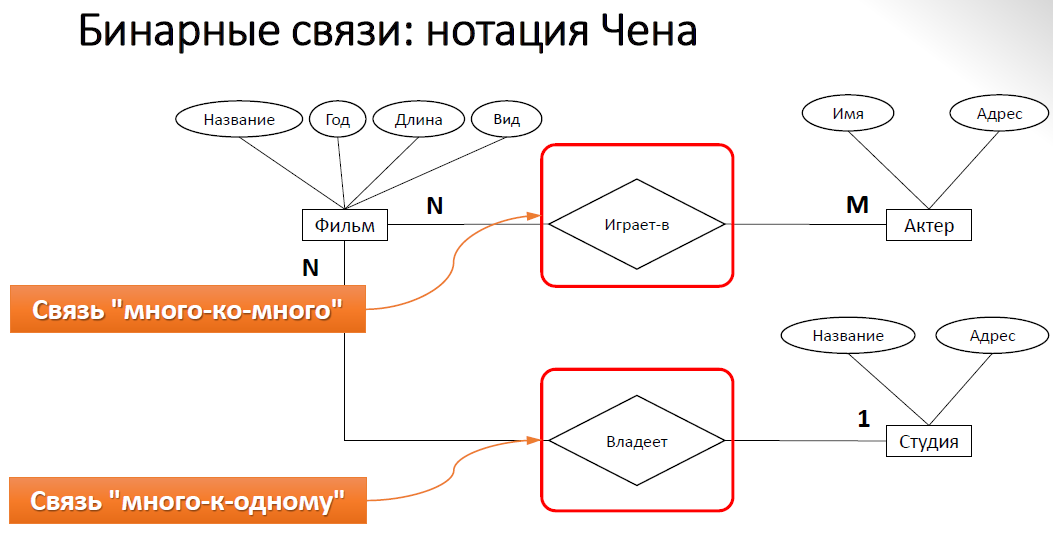 Бинарные связи: нотация Чена
Название
Год
Длина
Вид
Имя
Адрес
N
M
Фильм
Играет-в
Актер
N
Связь "много-ко-много"
Название
Адрес
1
Владеет
Студия
Связь "много-к-одному"